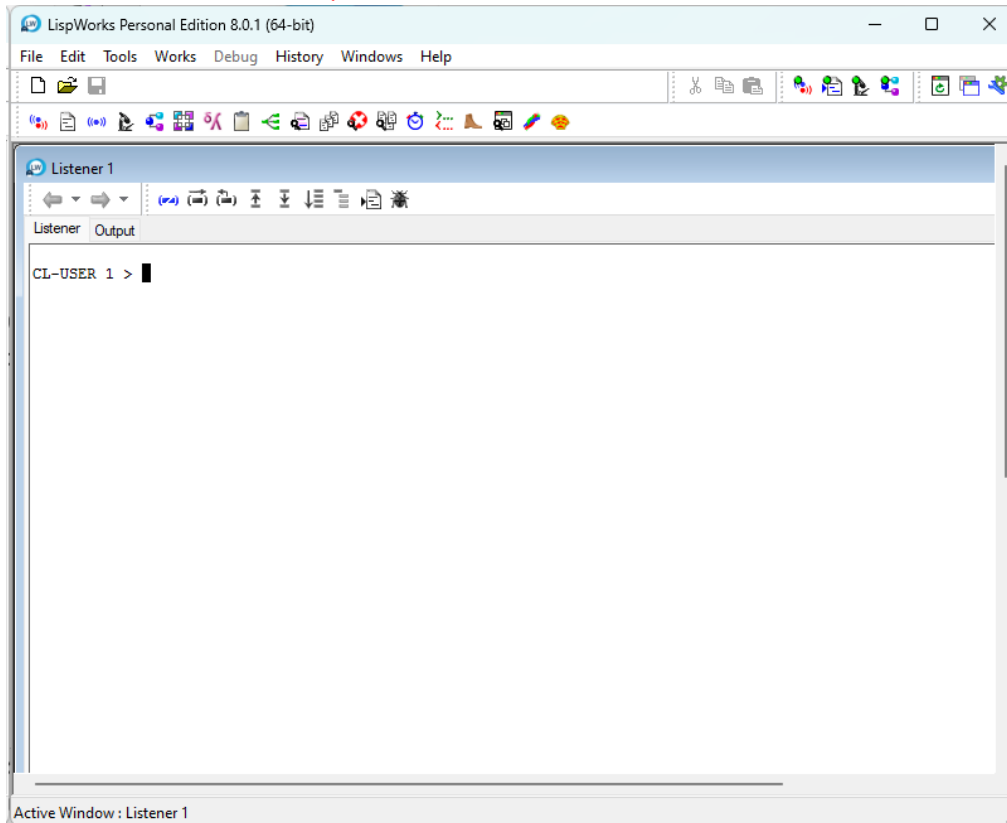 LispWorks Personal Edition 8.0.1 (64-bit)
File Edit Tools Works Debug History Windows Help
Listener 1
Listener Output
CL-USER 1 >
Active Window : Listener 1